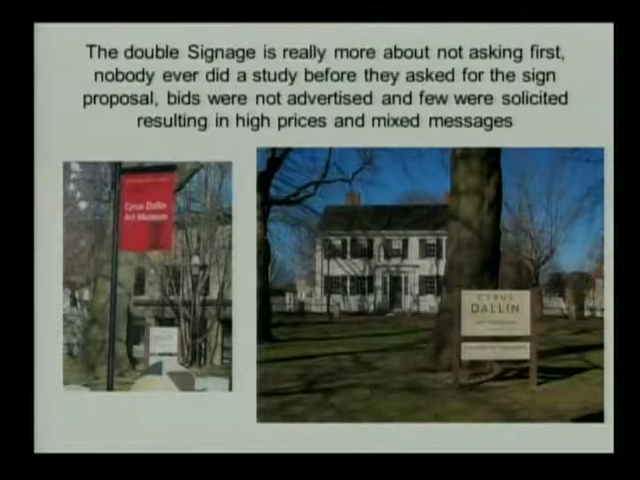 The double Signage is really more about not asking first,
nobody ever did a study before they asked for the sign
proposal, bids were not advertised and few were solicited
resulting in high prices and mixed messages
Cyrus Dallin
Art Museum
CYRUS
DALLIN